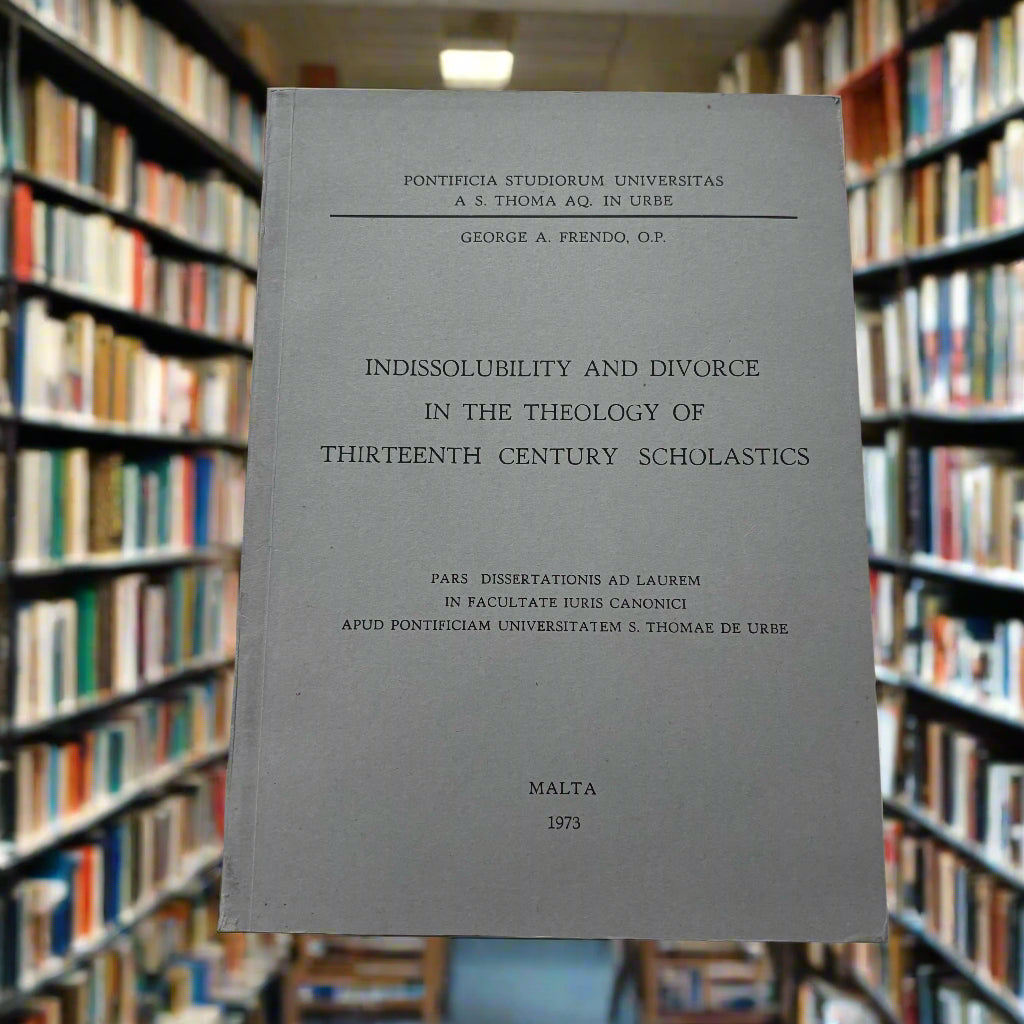 PONTIFICIA STUDIORUM UNIVERSITAS
A S. THOMA AQ. IN URBE
GEORGE A. FRENDO, O.P.
INDISSOLUBILITY AND DIVORCE
IN THE THEOLOGY OF
THIRTEENTH CENTURY SCHOLASTICS
PARS DISSERTATIONIS AD LAUREM
IN FACULTATE IURIS CANONICI
APUD PONTIFICIAM UNIVERSITATEM S. THOMAE DE URBE
MALTA
1973